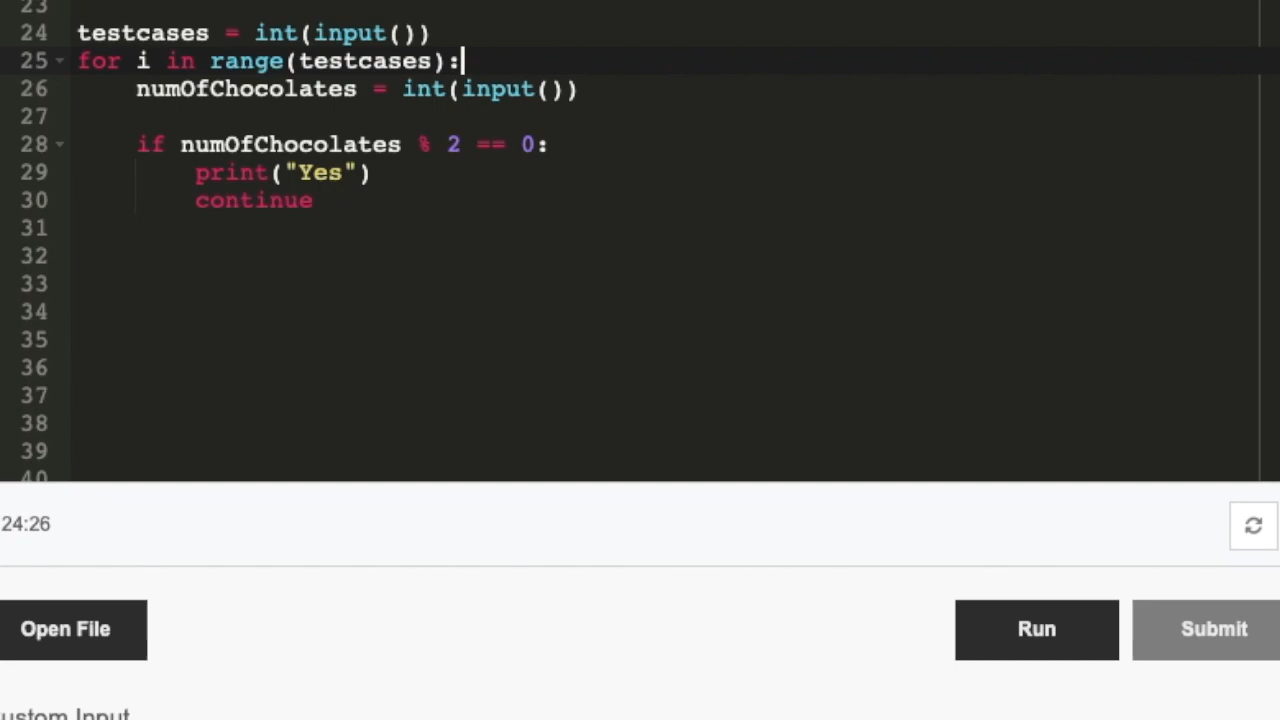 23
24 testcases = int(input())
25 for i in range(testcases):
26 numOfChocolates = int(input())
27
28 if numOfChocolates % 2 == 0:
29 print("Yes")
30 continue
31
32
33
34
35
36
37
38
39
40
24:26
Open File Run Submit
ustom Input